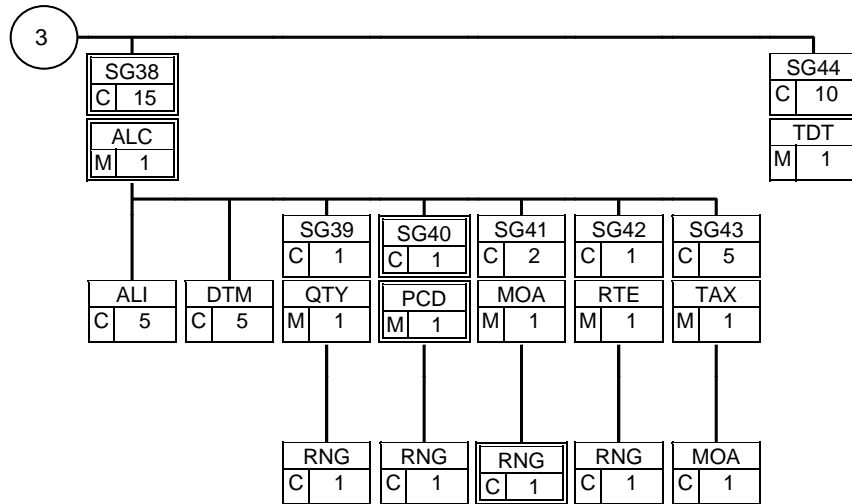 3
SG38
C 15
ALC
M 1
SG44
C 10
TDT
M 1
SG39
C 1
SG40
C 1
SG41
C 2
SG42
C 1
SG43
C 5
ALI
C 5
DTM
C 5
QTY
M 1
PCD
M 1
MOA
M 1
RTE
M 1
TAX
M 1
RNG
C 1
RNG
C 1
RNG
C 1
RNG
C 1
MOA
C 1